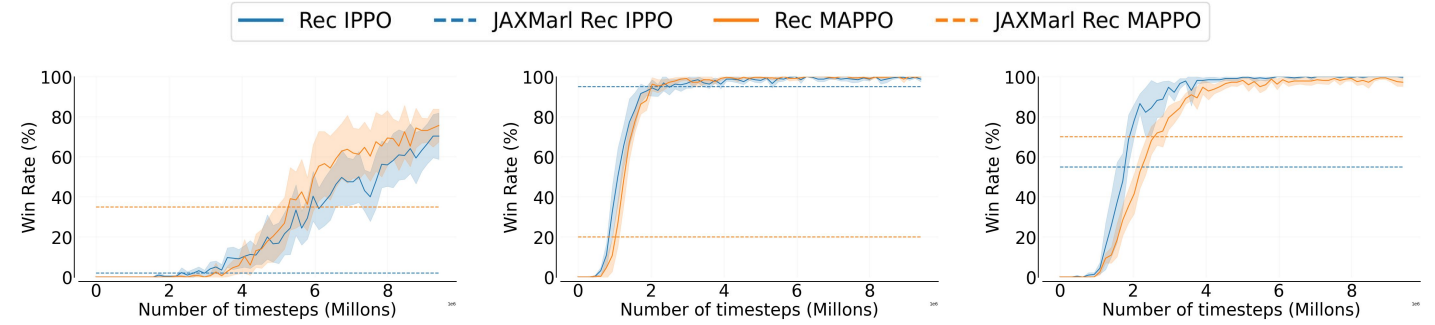 Rec IPPO JAXMarl Rec IPPO Rec MAPPO JAXMarl Rec MAPPO
Win Rate (%)
100
80
60
40
20
0
0 2 4 6 8
1e6
Number of timesteps (Millons)
Win Rate (%)
100
80
60
40
20
0
0 2 4 6 8
1e6
Number of timesteps (Millons)
Win Rate (%)
100
80
60
40
20
0
0 2 4 6 8
1e6
Number of timesteps (Millons)